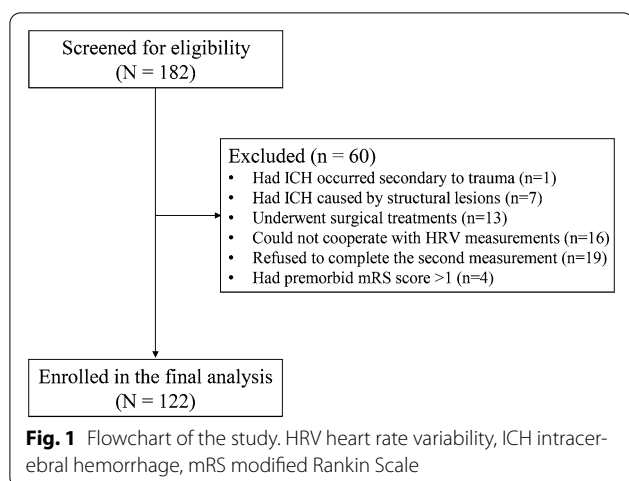 Screened for eligibility
(N = 182)
Excluded (n = 60)
• Had ICH occurred secondary to trauma (n=1)
• Had ICH caused by structural lesions (n=7)
• Underwent surgical treatments (n=13)
• Could not cooperate with HRV measurements (n=16)
• Refused to complete the second measurement (n=19)
• Had premorbid mRS score >1 (n=4)
Enrolled in the final analysis
(N = 122)
Fig. 1 Flowchart of the study. HRV heart rate variability, ICH intracer-
ebral hemorrhage, mRS modified Rankin Scale